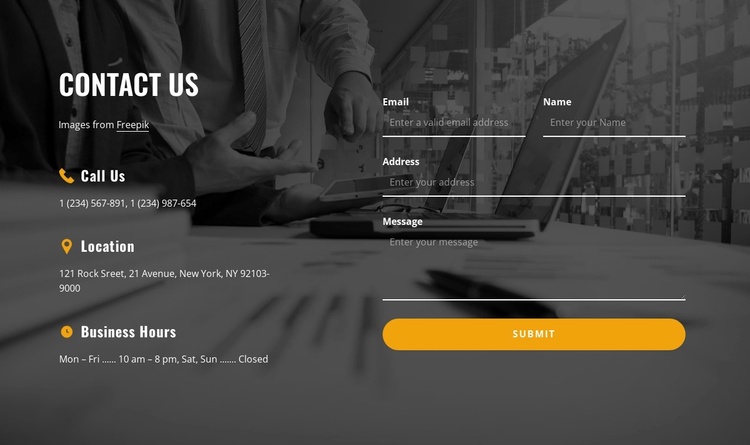 CONTACT US
Images from Freepik
Call Us
1 (234) 567-891, 1 (234) 987-654
Location
121 Rock Sreet, 21 Avenue, New York, NY 92103-
9000
Business Hours
Mon – Fri ...... 10 am – 8 pm, Sat, Sun ....... Closed
Email
Name
Enter a valid email address
Enter your Name
Address
Enter your address
Message
Enter your message
SUBMIT